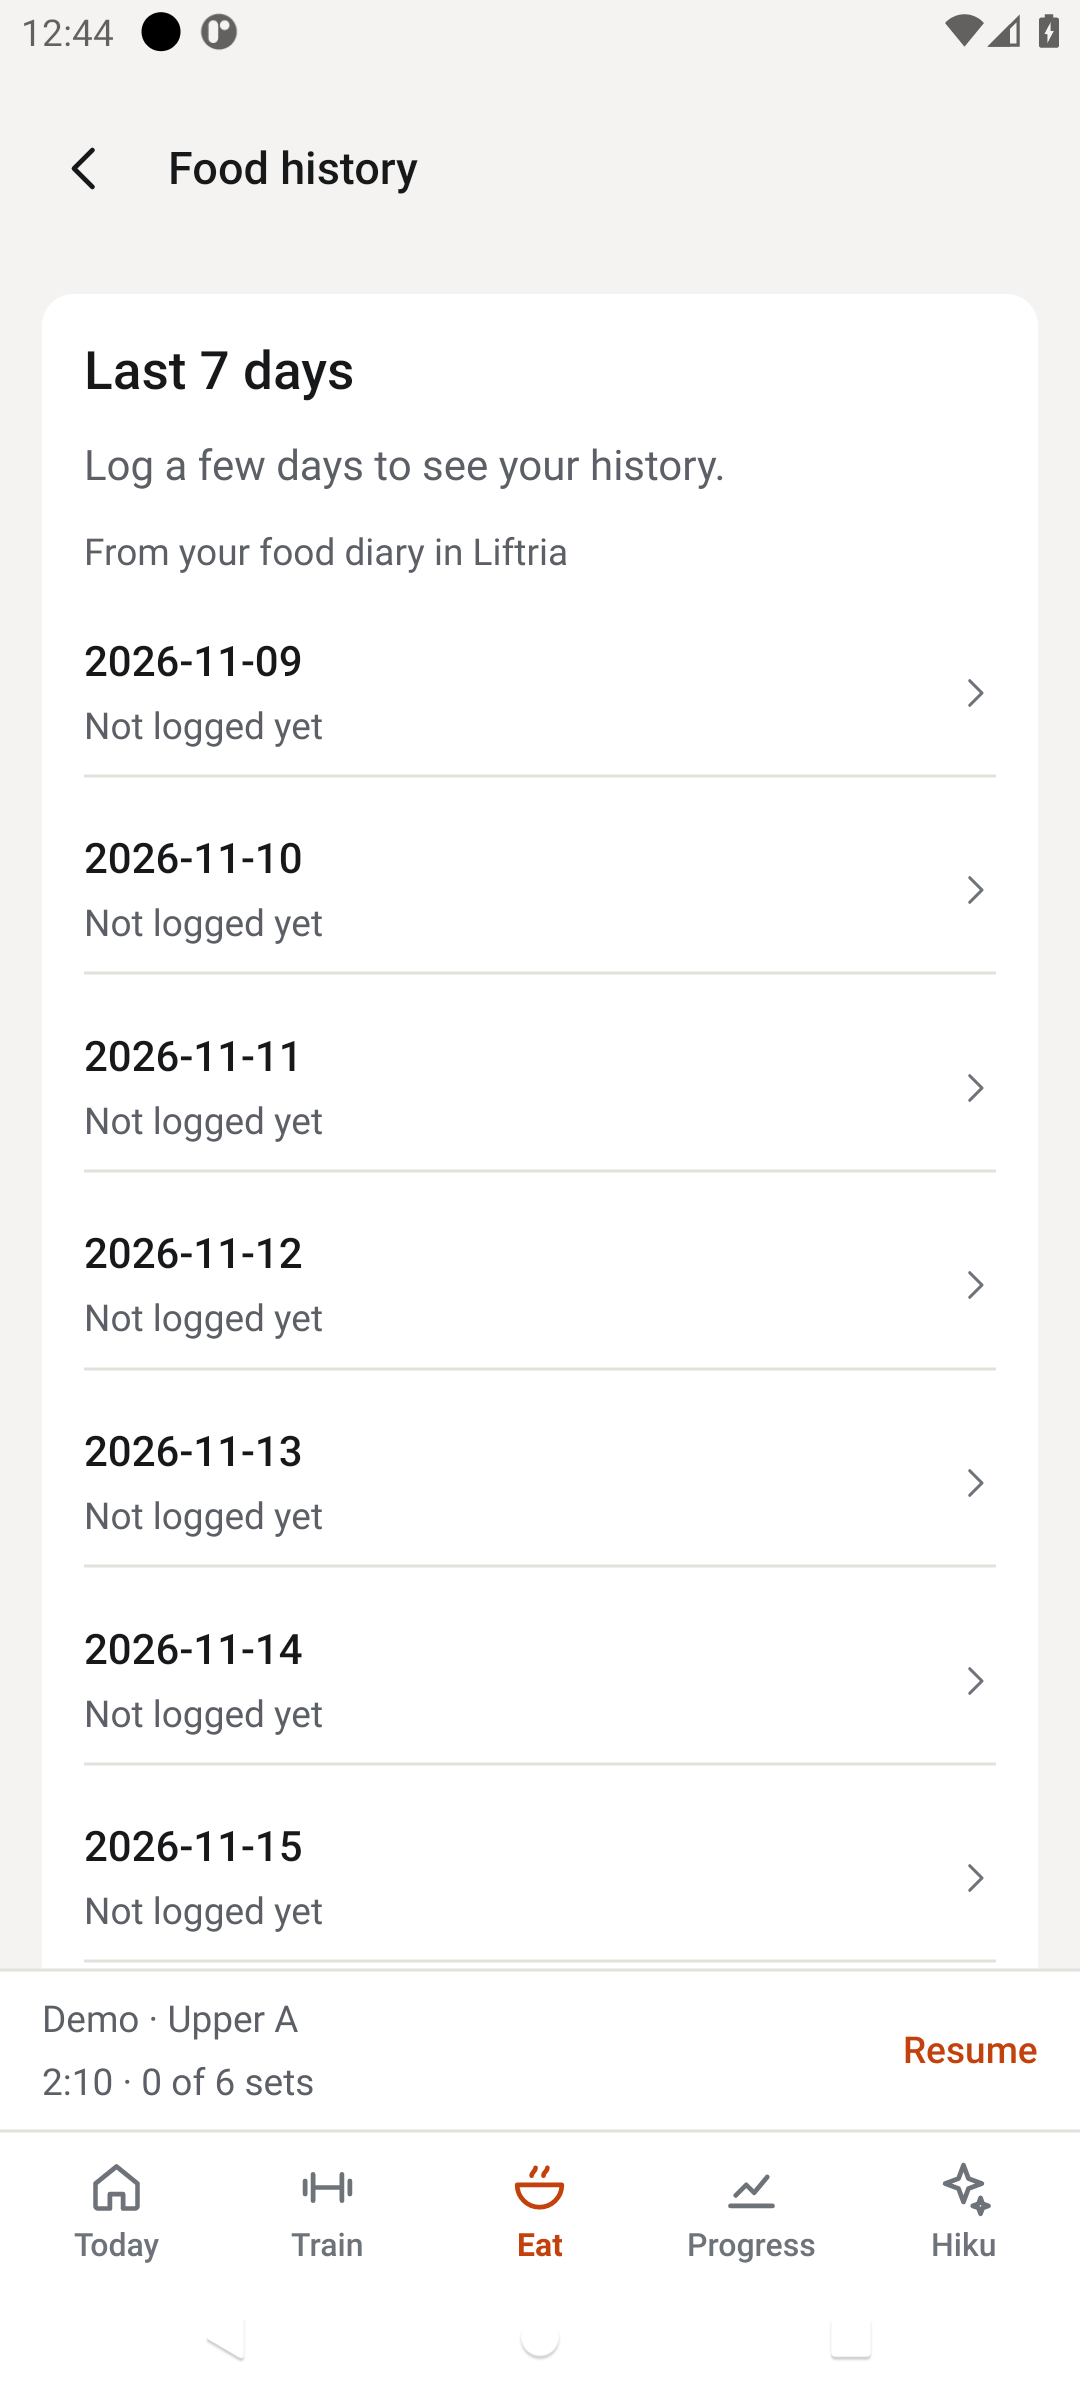 12:44
Food history
Last 7 days
Log a few days to see your history.
From your food diary in Liftria
2026-11-09
Not logged yet
2026-11-10
Not logged yet
2026-11-11
Not logged yet
2026-11-12
Not logged yet
2026-11-13
Not logged yet
2026-11-14
Not logged yet
2026-11-15
Not logged yet
Demo · Upper A
2:10 · 0 of 6 sets
Resume
Today Train Eat Progress Hiku